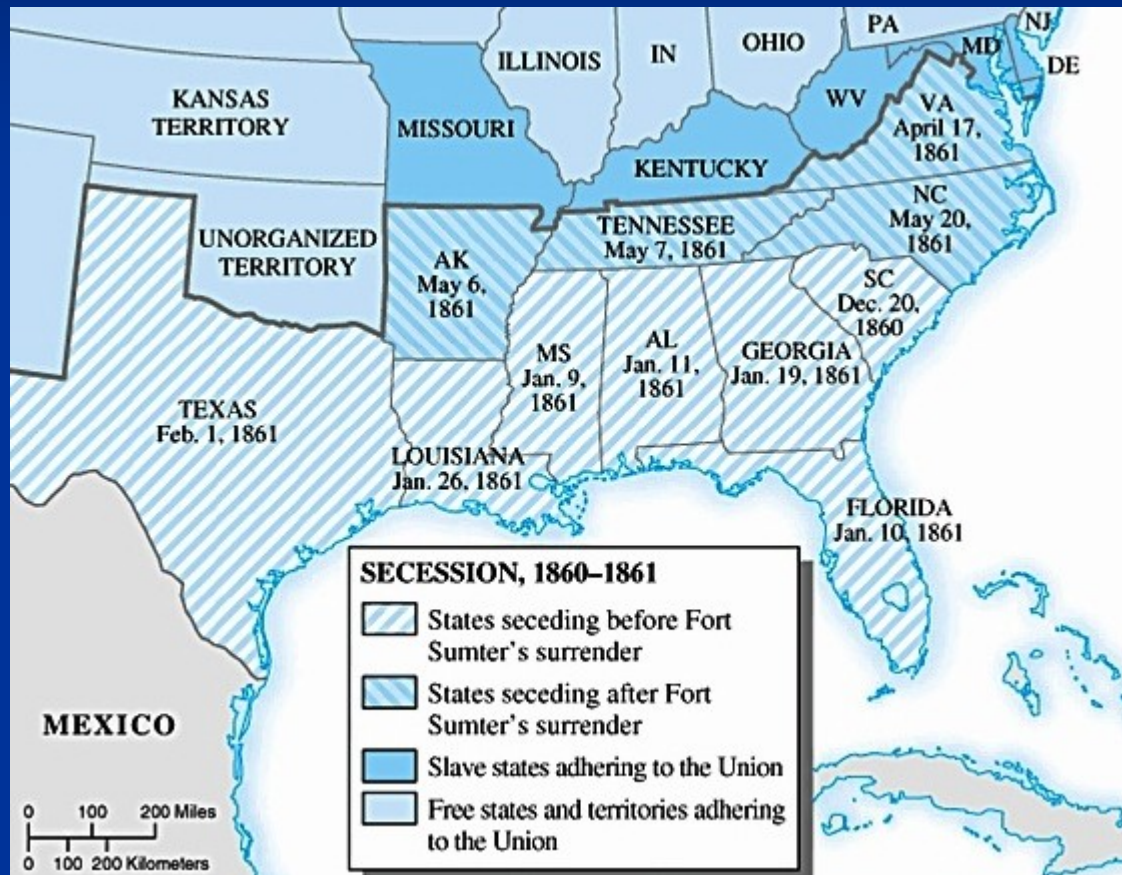 PA
NJ
OHIO
ILLINOIS
IN
MD
DE
KANSAS
TERRITORY
WV
VA
April 17,
1861
MISSOURI
KENTUCKY
NC
May 20,
1861
TENNESSEE
May 7, 1861
UNORGANIZED
TERRITORY
AK
May 6,
1861
SC
Dec. 20,
1860
MS
Jan. 9,
1861
AL
Jan. 11,
1861
GEORGIA
Jan. 19, 1861
TEXAS
Feb. 1, 1861
LOUISIANA
Jan. 26, 1861
FLORIDA
Jan. 10, 1861
SECESSION, 1860–1861
States seceding before Fort
Sumter's surrender
States seceding after Fort
Sumter's surrender
Slave states adhering to the Union
Free states and territories adhering
to the Union
MEXICO
0 100 200 Miles
0 100 200 Kilometers